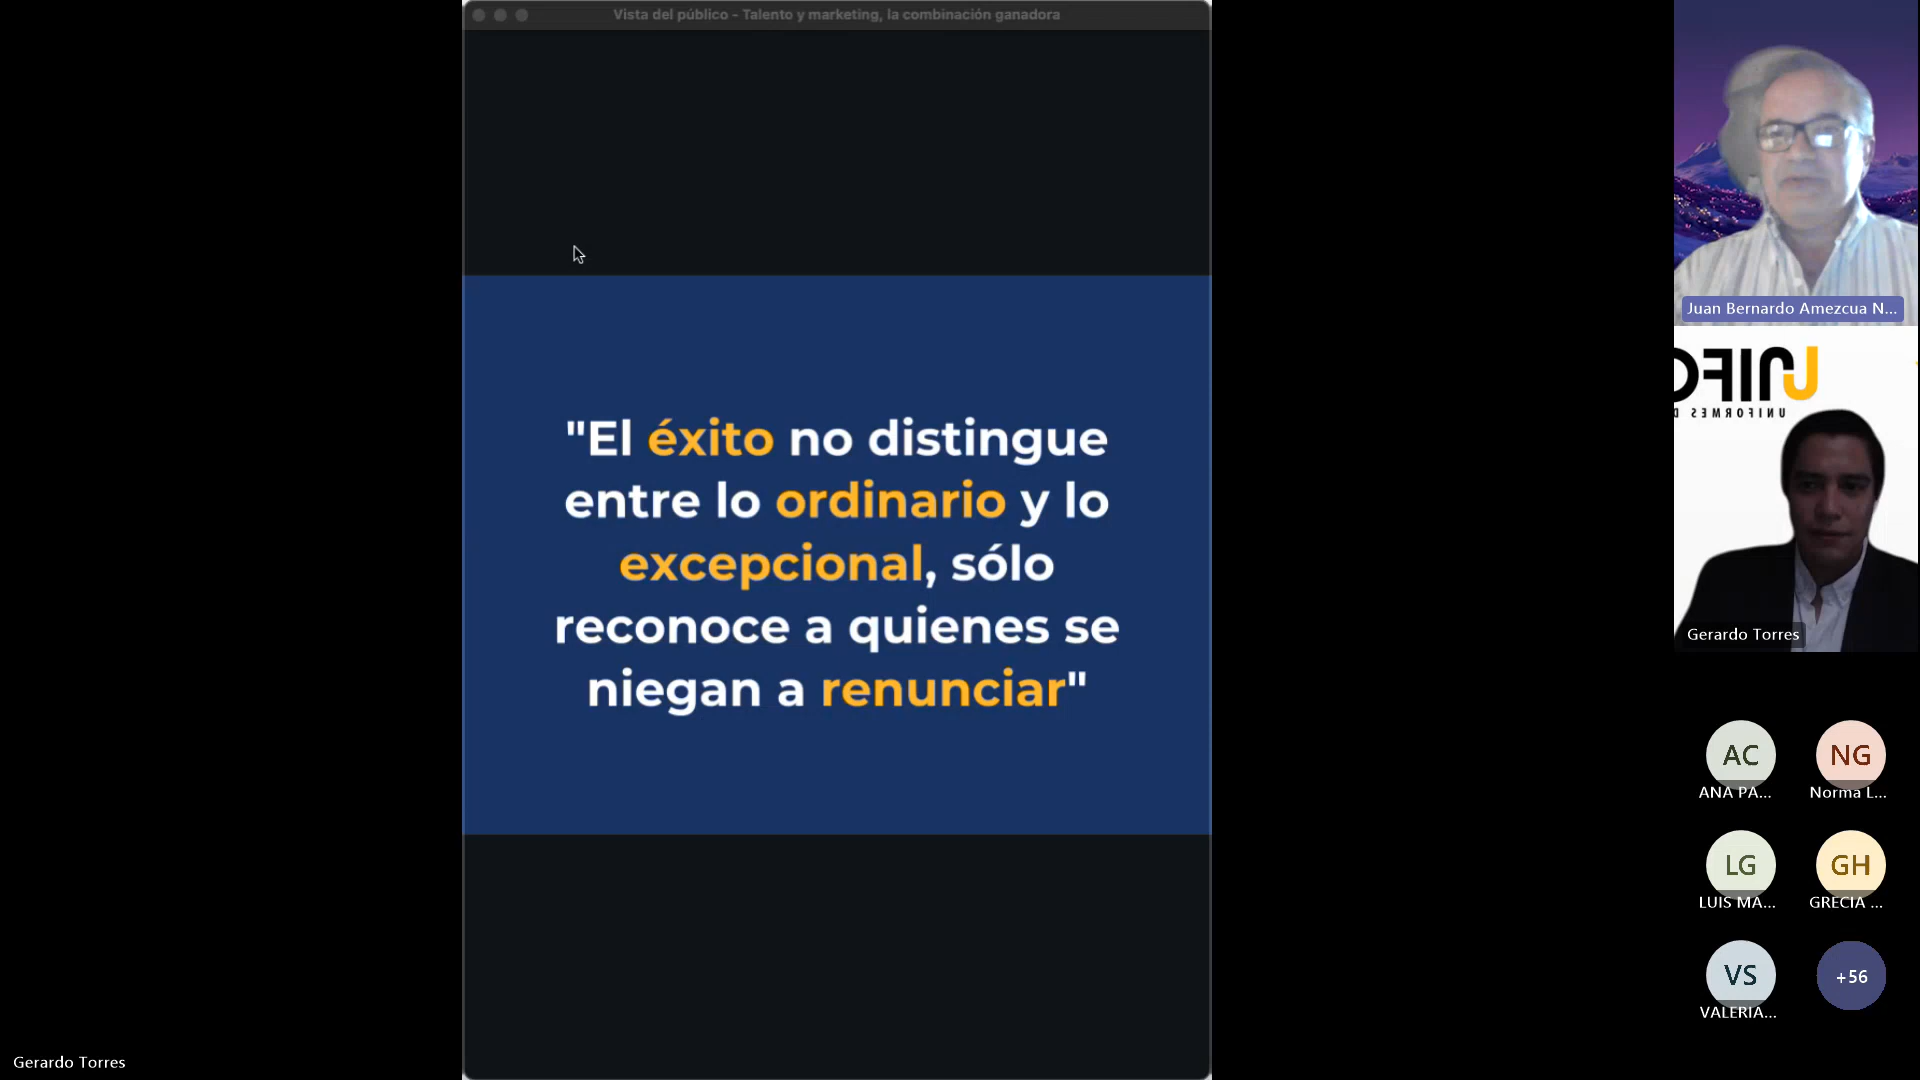 Vista del público - Talento y marketing, la combinación ganadora
"El éxito no distingue
entre lo ordinario y lo
excepcional, sólo
reconoce a quienes se
niegan a renunciar"
Juan Bernardo Amezcua N...
UNIFO
UNIFORMES D
Gerardo Torres
AC
ANA PA...
NG
Norma L...
LG
LUIS MA...
GH
GRECIA ...
VS
VALERIA...
+56
Gerardo Torres